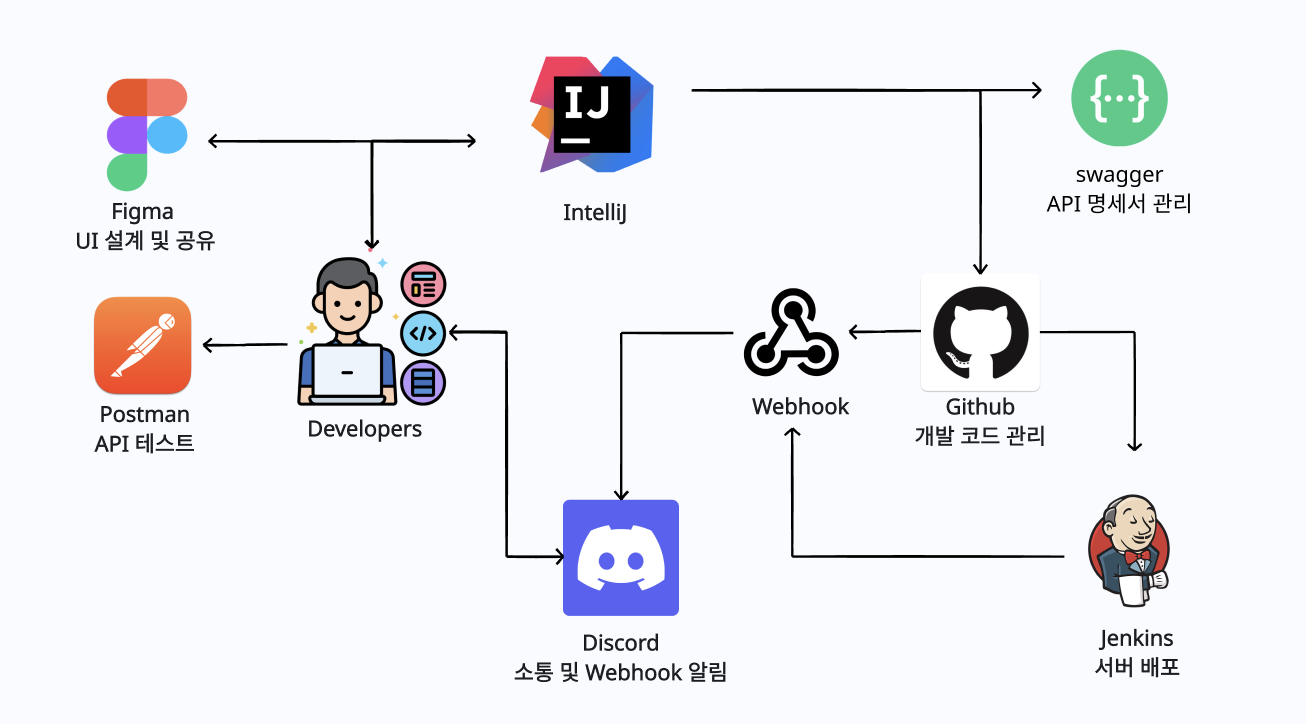 IJ
IntelliJ
swagger
API 명세서 관리
Figma
UI 설계 및 공유
Postman
API 테스트
Developers
Webhook
Github
개발 코드 관리
Discord
소통 및 Webhook 알림
Jenkins
서버 배포